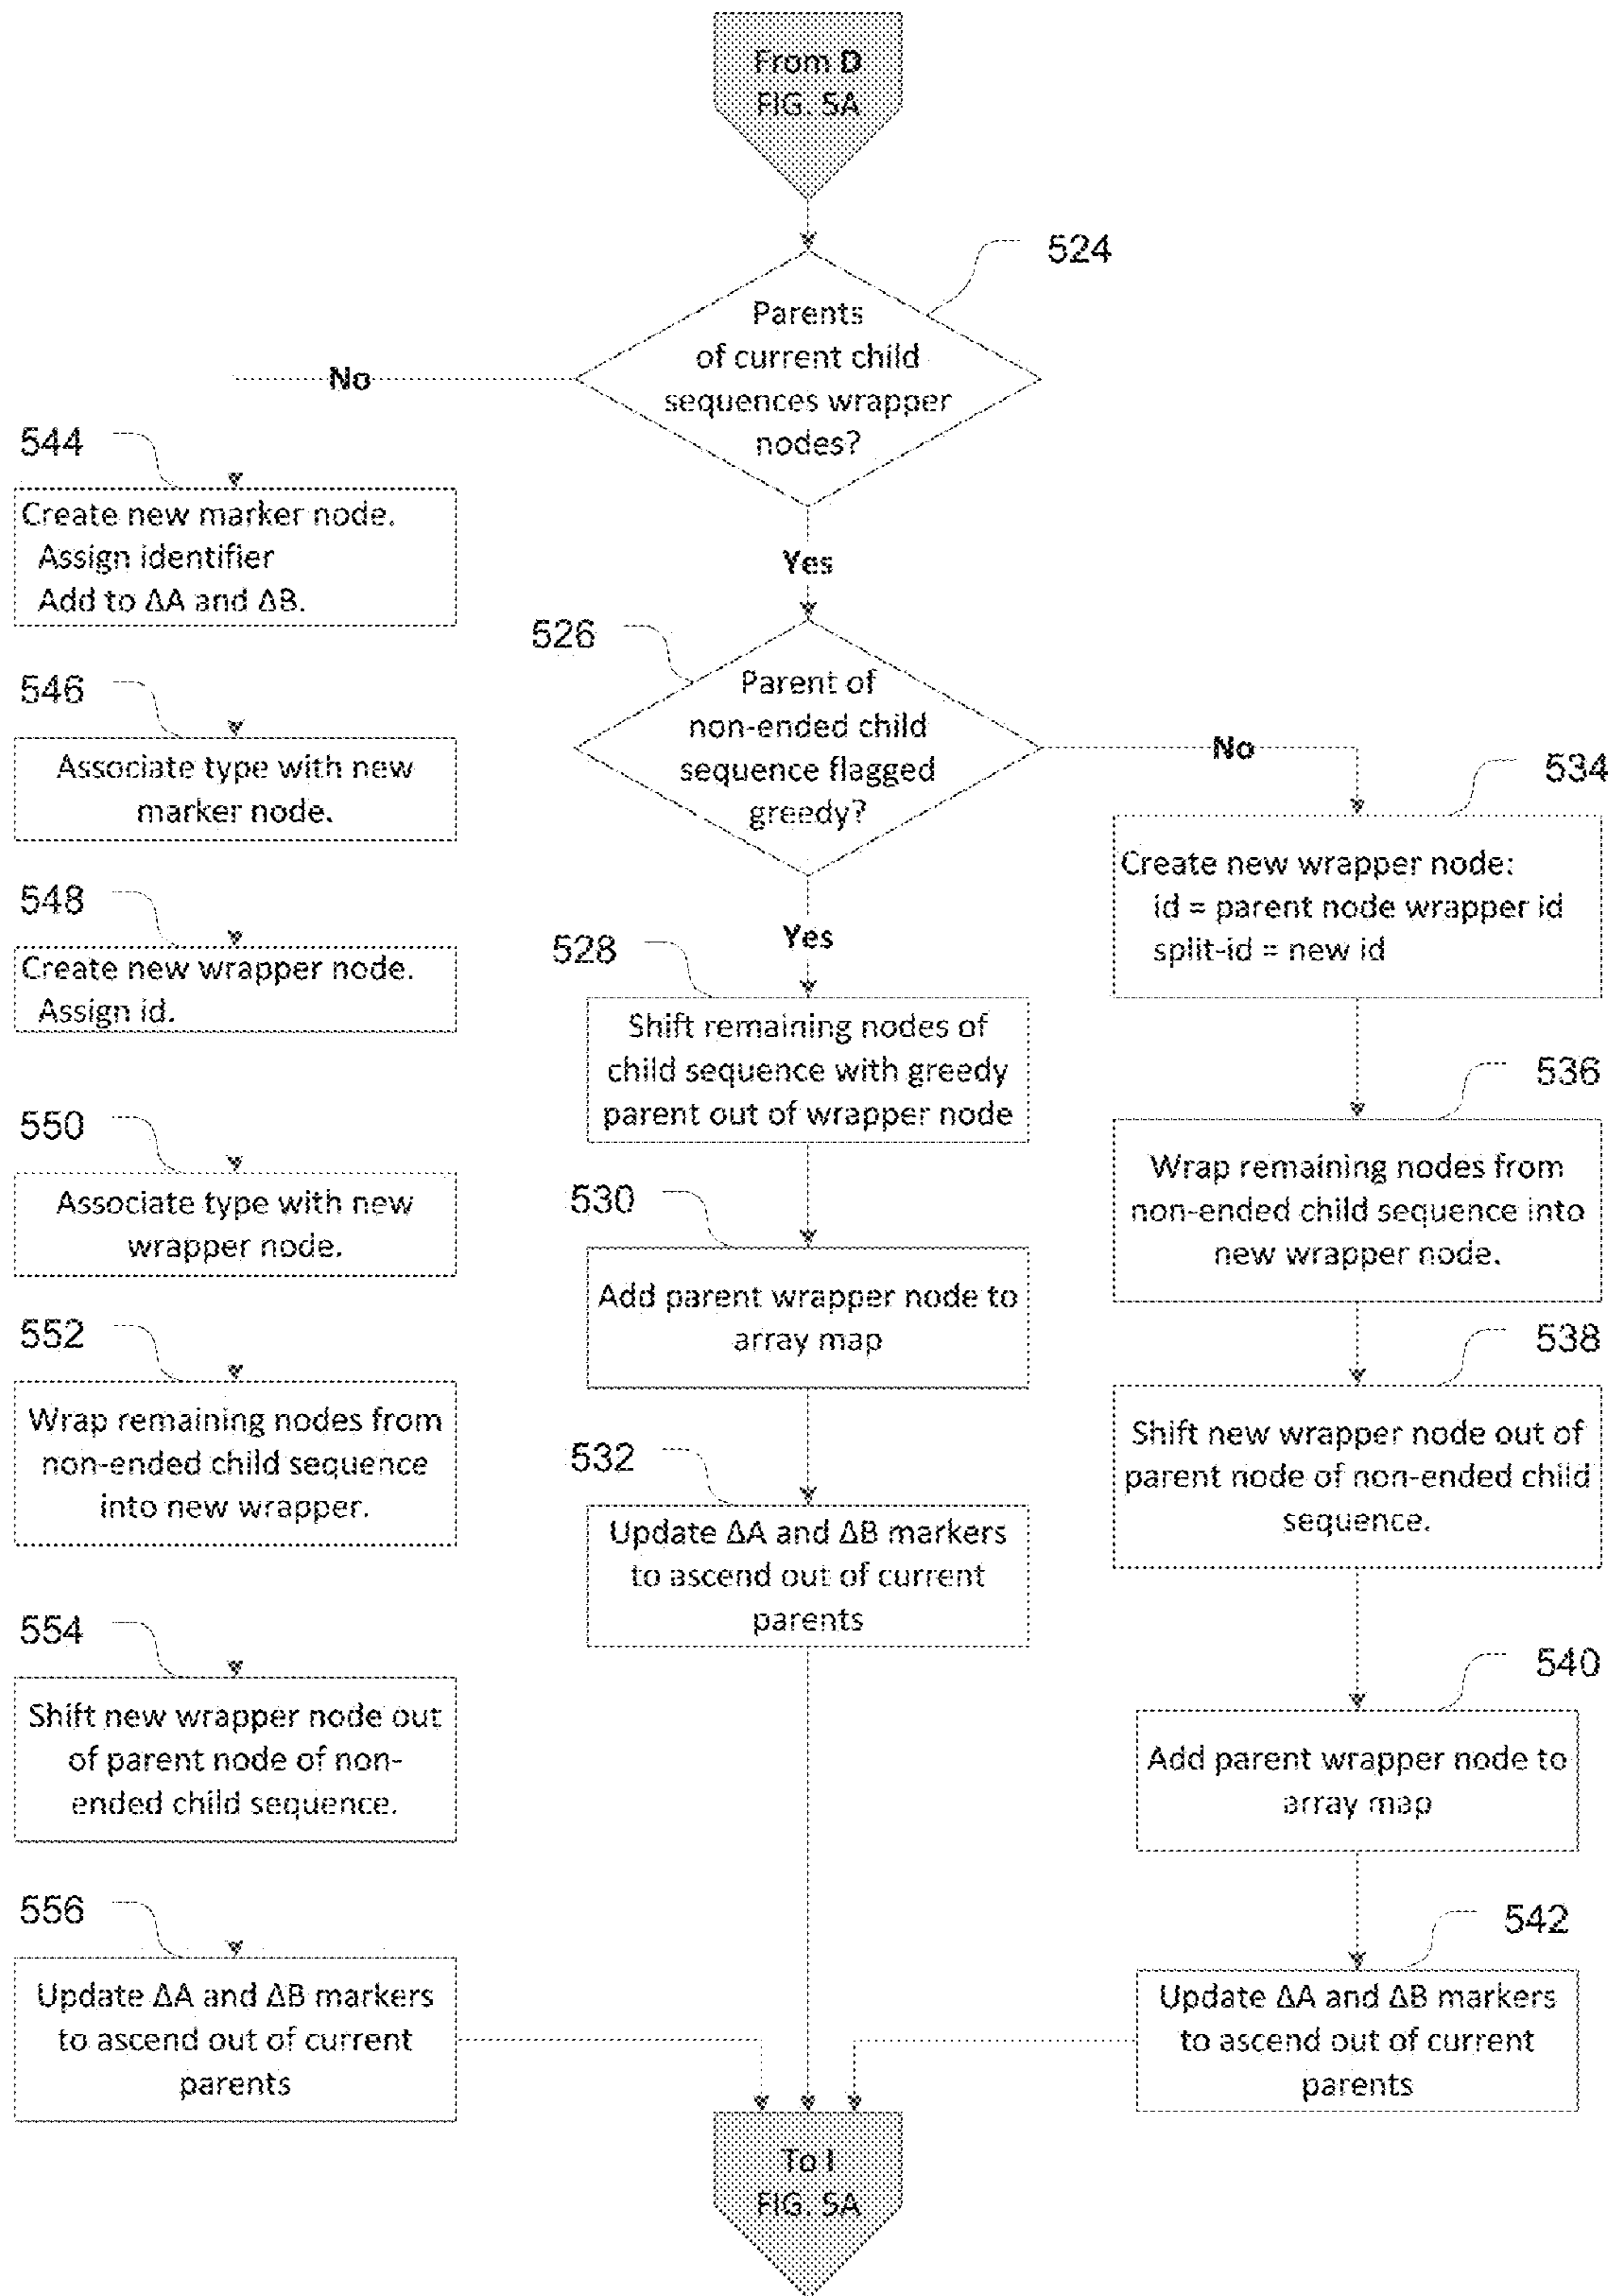 From D
FIG. 5A
524
Parents
of current child
sequences wrapper
nodes?
No
Yes
544
Create new marker node.
Assign identifier
Add to ΔA and ΔB.
546
Associate type with new
marker node.
548
Create new wrapper node.
Assign id.
550
Associate type with new
wrapper node.
552
Wrap remaining nodes from
non-ended child sequence
into new wrapper.
554
Shift new wrapper node out
of parent node of non-
ended child sequence.
556
Update ΔA and ΔB markers
to ascend out of current
parents
526
Parent of
non-ended child
sequence flagged
greedy?
No
Yes
528
Shift remaining nodes of
child sequence with greedy
parent out of wrapper node
530
Add parent wrapper node to
array map
532
Update ΔA and ΔB markers
to ascend out of current
parents
534
Create new wrapper node:
id = parent node wrapper id
split-id = new id
536
Wrap remaining nodes from
non-ended child sequence into
new wrapper node.
538
Shift new wrapper node out of
parent node of non-ended child
sequence.
540
Add parent wrapper node to
array map
542
Update ΔA and ΔB markers
to ascend out of current
parents
To I
FIG. 5A